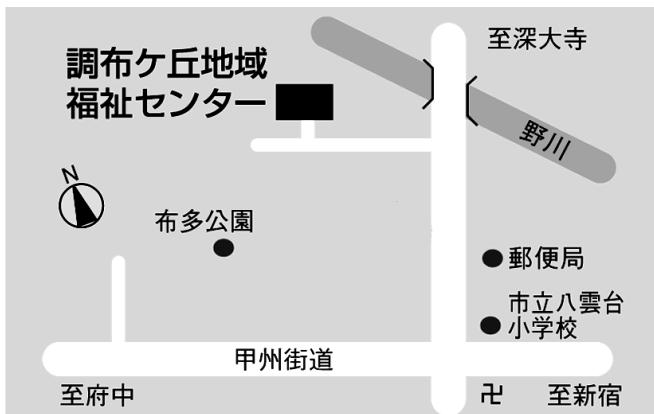 至深大寺
調布ケ丘地域
福祉センター
野川
N
布多公園
郵便局
市立八雲台
小学校
甲州街道
至府中
卍
至新宿